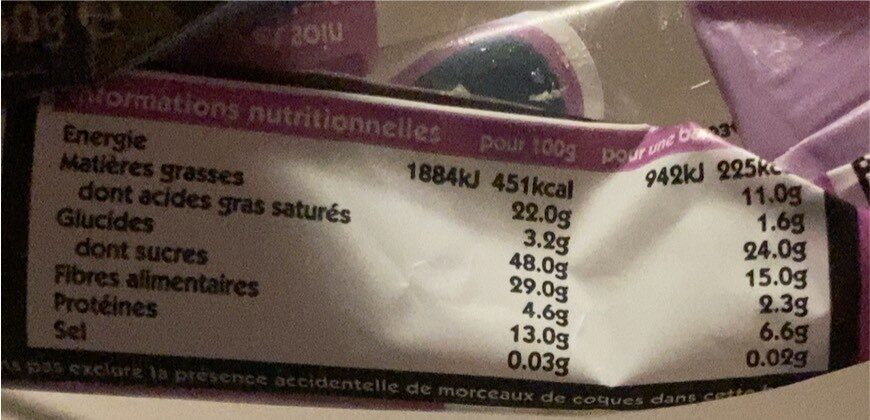 nformations nutritionnelles pour 100g pour une
Energie 1884kJ 451kcal 942kJ 225kc
Matières grasses 22.0g 11.0g
dont acides gras saturés 3.2g 1.6g
Glucides 48.0g 24.0g
dont sucres 29.0g 15.0g
Fibres alimentaires 4.6g 2.3g
Protéines 13.0g 6.6g
Sel 0.03g 0.02g
pas exclure la présence accidentelle de morceaux de coques dans